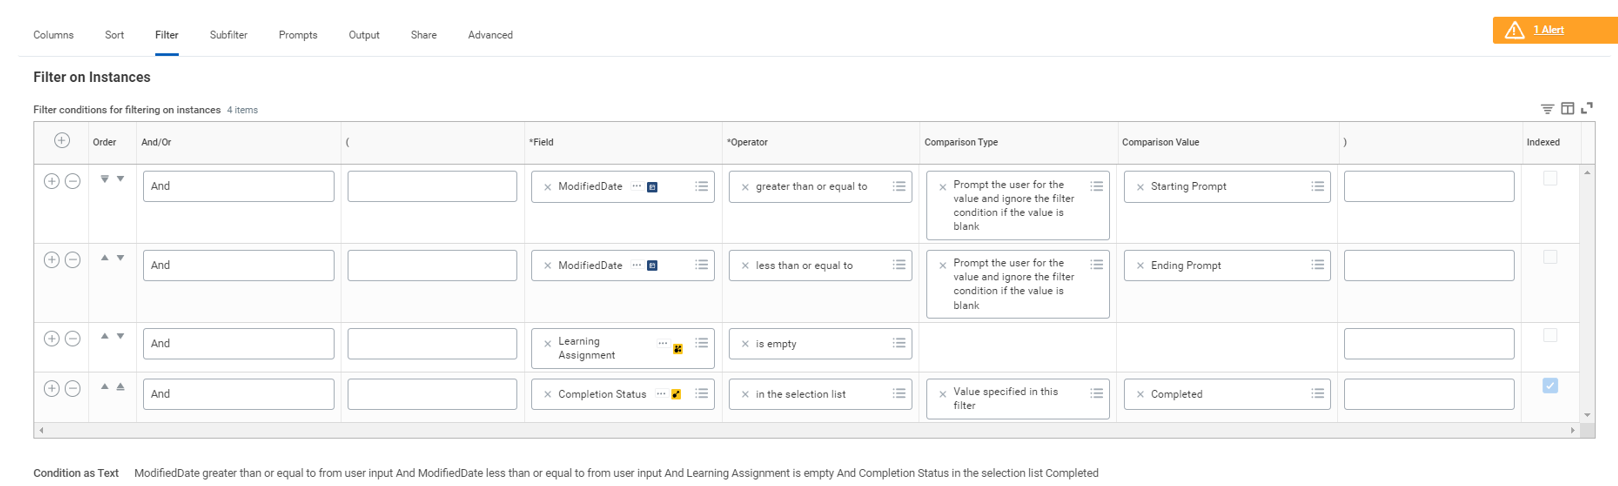 Columns Sort Filter Subfilter Prompts Output Share Advanced
1 Alert
Filter on Instances
Filter conditions for filtering on instances 4 items
Order And/Or ( *Field *Operator Comparison Type Comparison Value ) Indexed
And ModifiedDate greater than or equal to Prompt the user for the Starting Prompt
value and ignore the filter
condition if the value is
blank
And ModifiedDate less than or equal to Prompt the user for the Ending Prompt
value and ignore the filter
condition if the value is
blank
And Learning is empty
Assignment
And Completion Status in the selection list Value specified in this Completed
filter
Condition as Text ModifiedDate greater than or equal to from user input And ModifiedDate less than or equal to from user input And Learning Assignment is empty And Completion Status in the selection list Completed